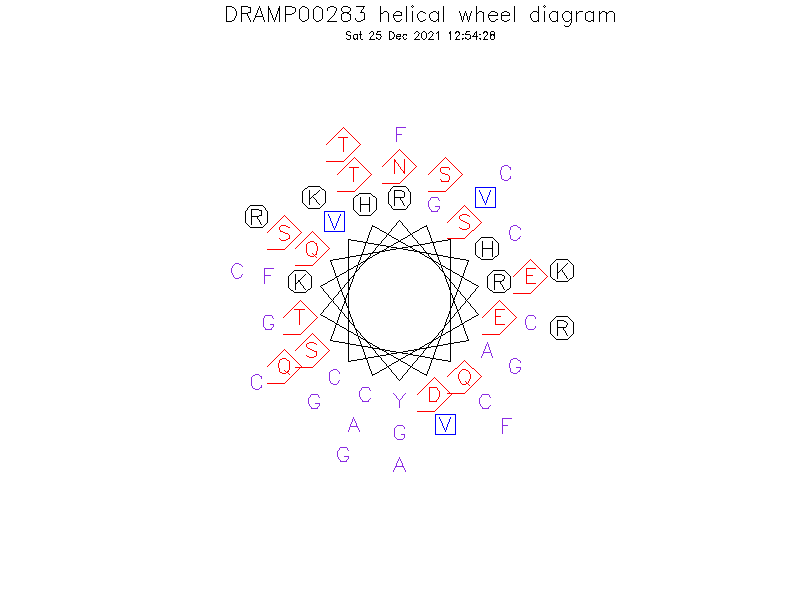 DRAMP00283 helical wheel diagram
Sat 25 Dec 2021 12:54:28
F
T
N
T S C
K H R G V
R V S
S Q H C
C F K R E K
G T E C R
S A
C Q C Q G
G C Y D C
A G V F
G A